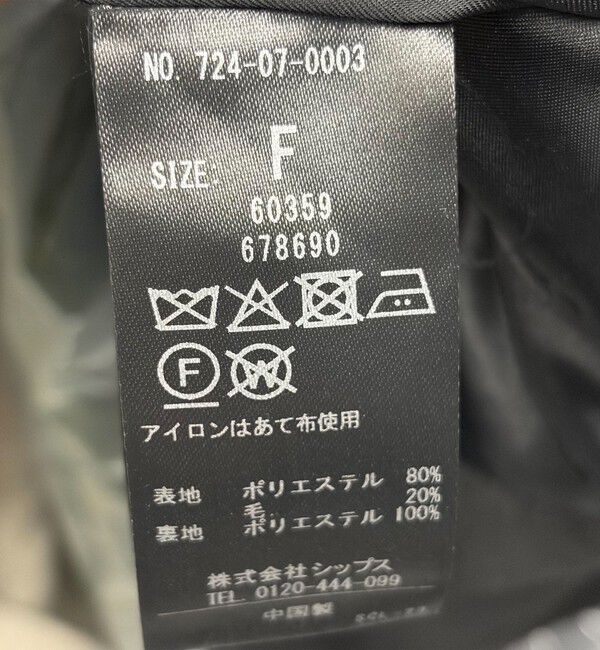 NO. 724-07-0003
SIZE: F
60359
678690
F W
アイロンはあて布使用
表地 ポリエステル 80%
毛 20%
裏地 ポリエステル 100%
株式会社シップス
TEL. 0120-444-099
中国製